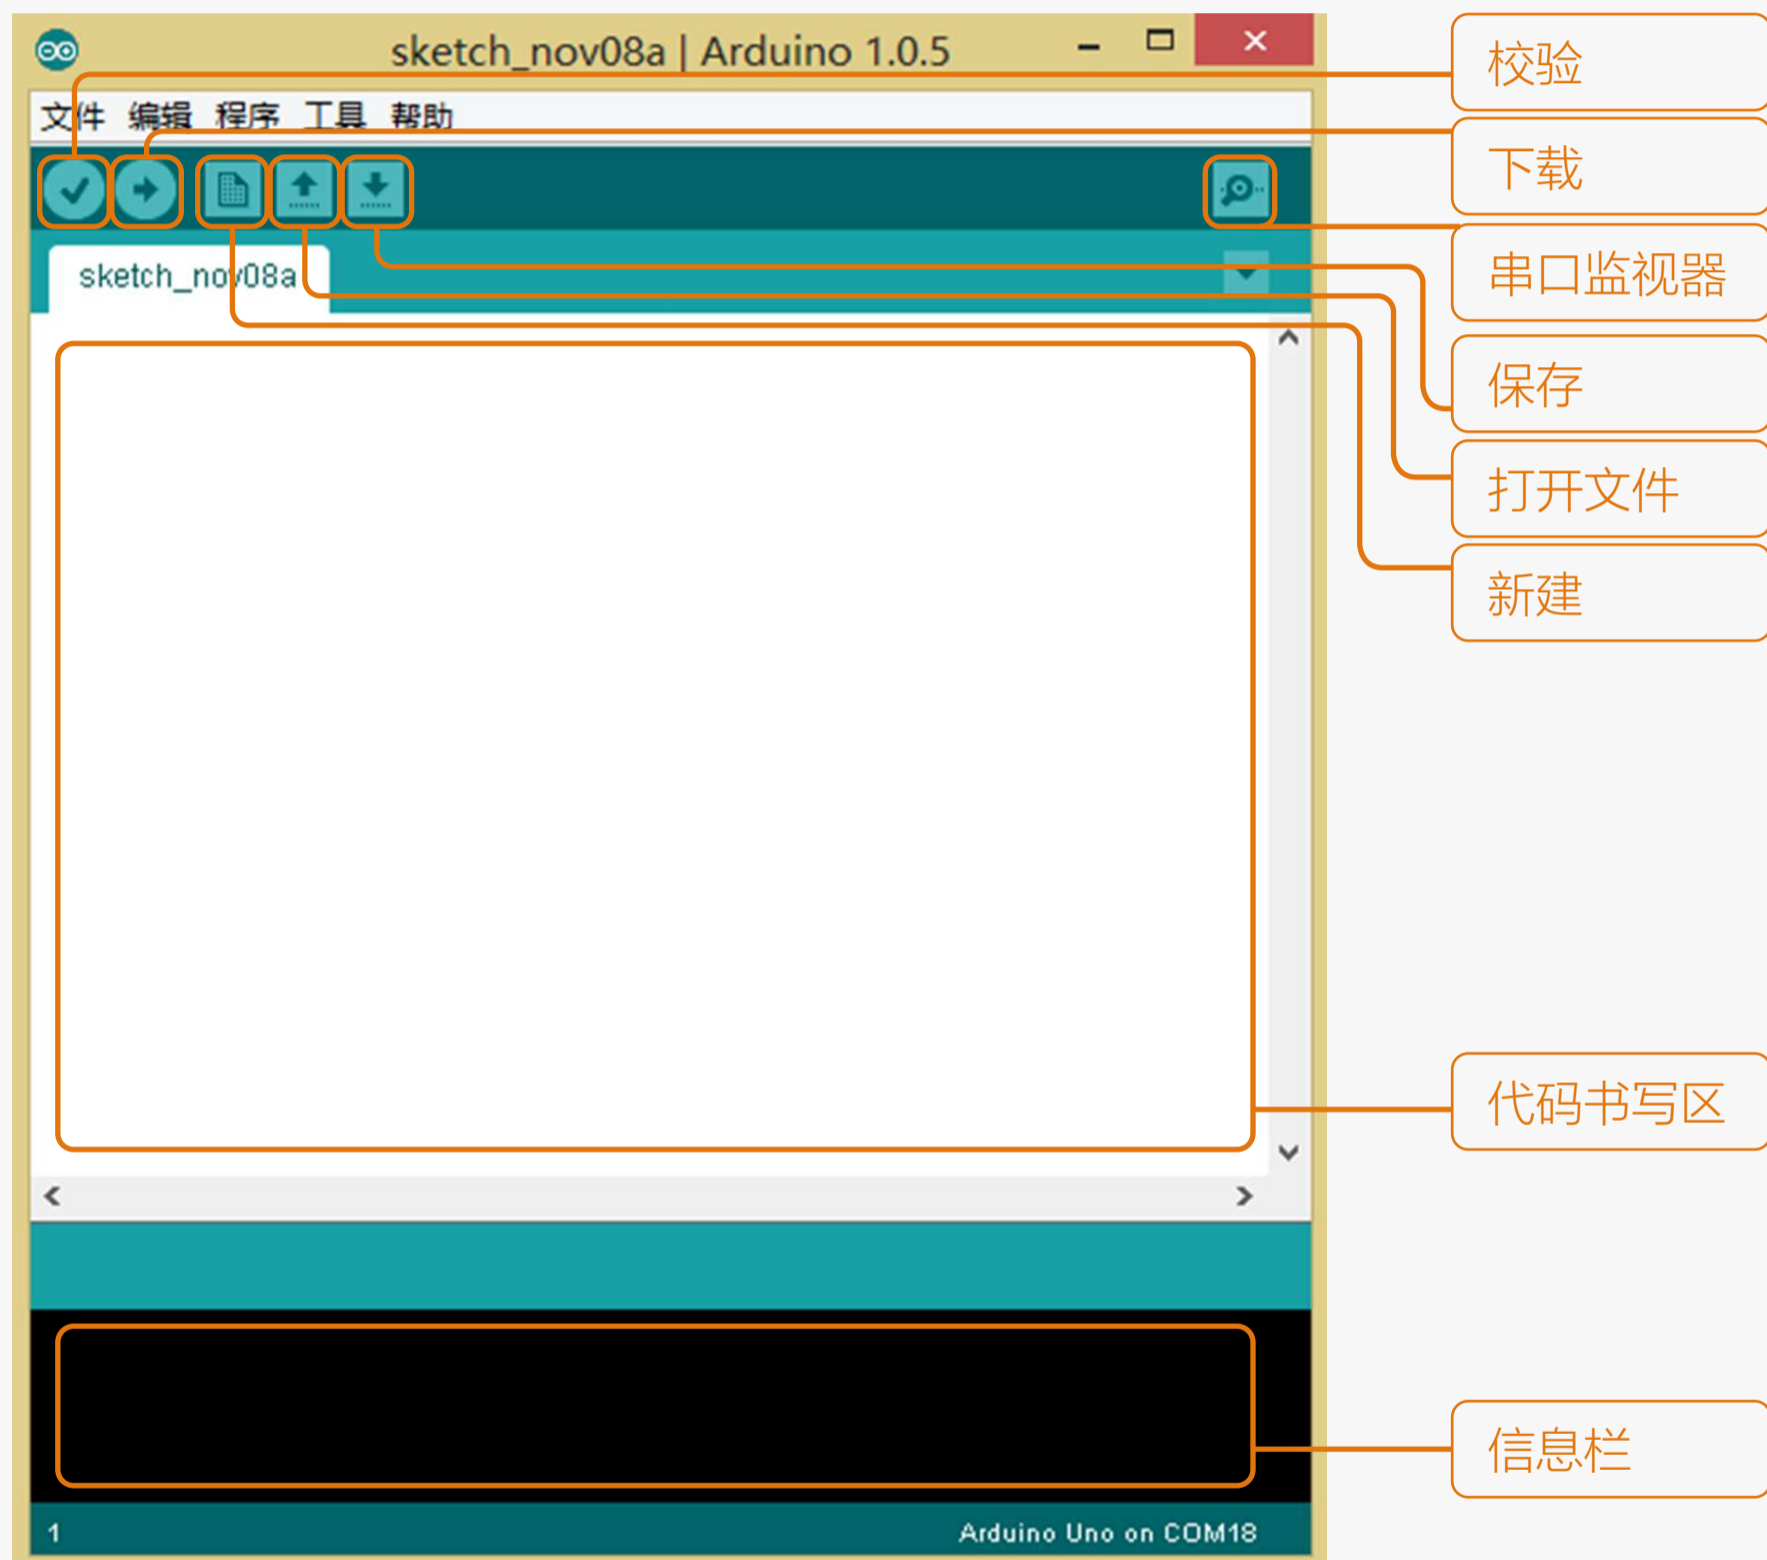 sketch_nov08a | Arduino 1.0.5
文件 编辑 程序 工具 帮助
sketch_nov08a
校验
下载
串口监视器
保存
打开文件
新建
代码书写区
信息栏
1
Arduino Uno on COM18